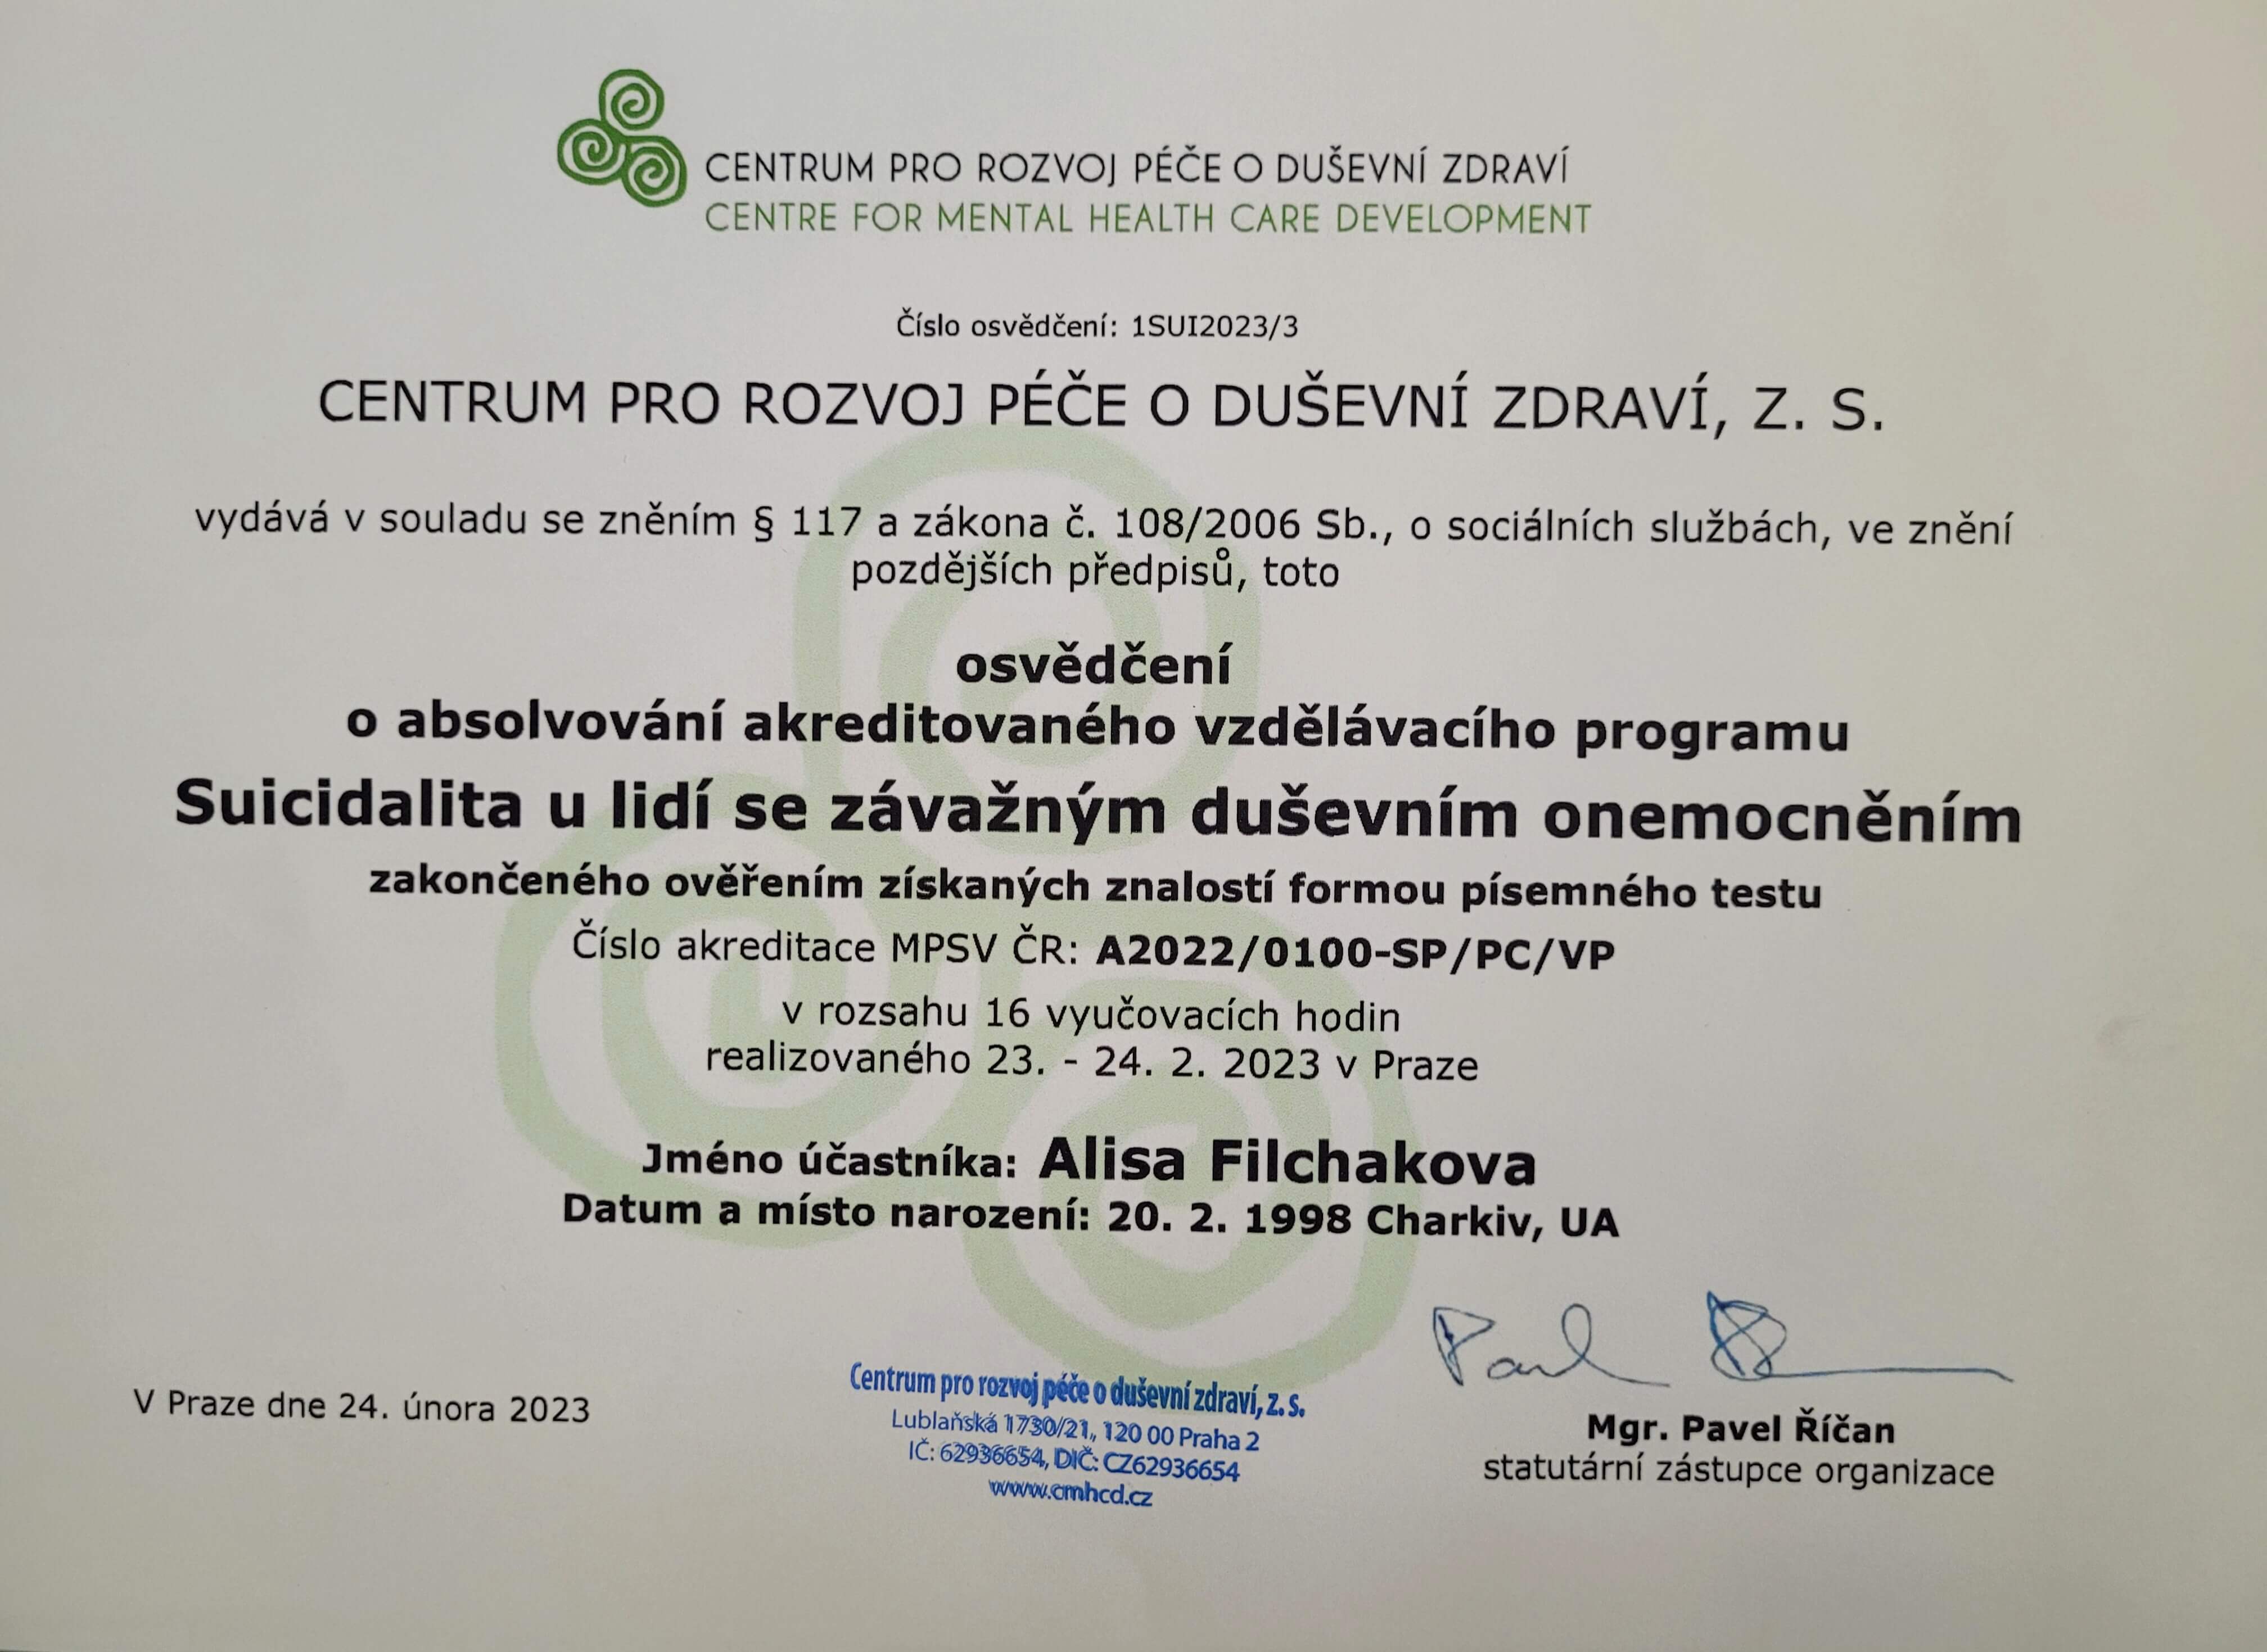 CENTRUM PRO ROZVOJ PÉČE O DUŠEVNÍ ZDRAVÍ
CENTRE FOR MENTAL HEALTH CARE DEVELOPMENT
Číslo osvědčení: 1SUI2023/3
CENTRUM PRO ROZVOJ PÉČE O DUŠEVNÍ ZDRAVÍ, Z. S.
vydává v souladu se zněním § 117 a zákona č. 108/2006 Sb., o sociálních službách, ve znění
pozdějších předpisů, toto
osvědčení
o absolvování akreditovaného vzdělávacího programu
Suicidalita u lidí se závažným duševním onemocněním
zakončeného ověřením získaných znalostí formou písemného testu
Číslo akreditace MPSV ČR: A2022/0100-SP/PC/VP
v rozsahu 16 vyučovacích hodin
realizovaného 23. - 24. 2. 2023 v Praze
Jméno účastníka: Alisa Filchakova
Datum a místo narození: 20. 2. 1998 Charkiv, UA
V Praze dne 24. února 2023
Centrum pro rozvoj péče o duševní zdraví, z. s.
Lublaňská 1730/21, 120 00 Praha 2
IČ: 62936654, DIČ: CZ62936654
www.cmhcd.cz
Mgr. Pavel Říčan
statutární zástupce organizace